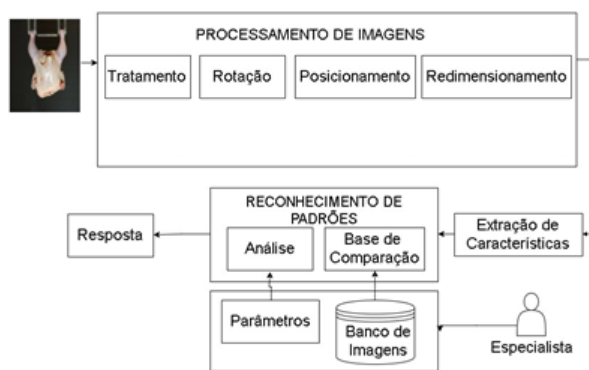 PROCESSAMENTO DE IMAGENS
Tratamento
Rotação
Posicionamento
Redimensionamento
RECONHECIMENTO DE
PADRÕES
Resposta
Análise
Base de
Comparação
Extração de
Características
Parâmetros
Banco de
Imagens
Especialista